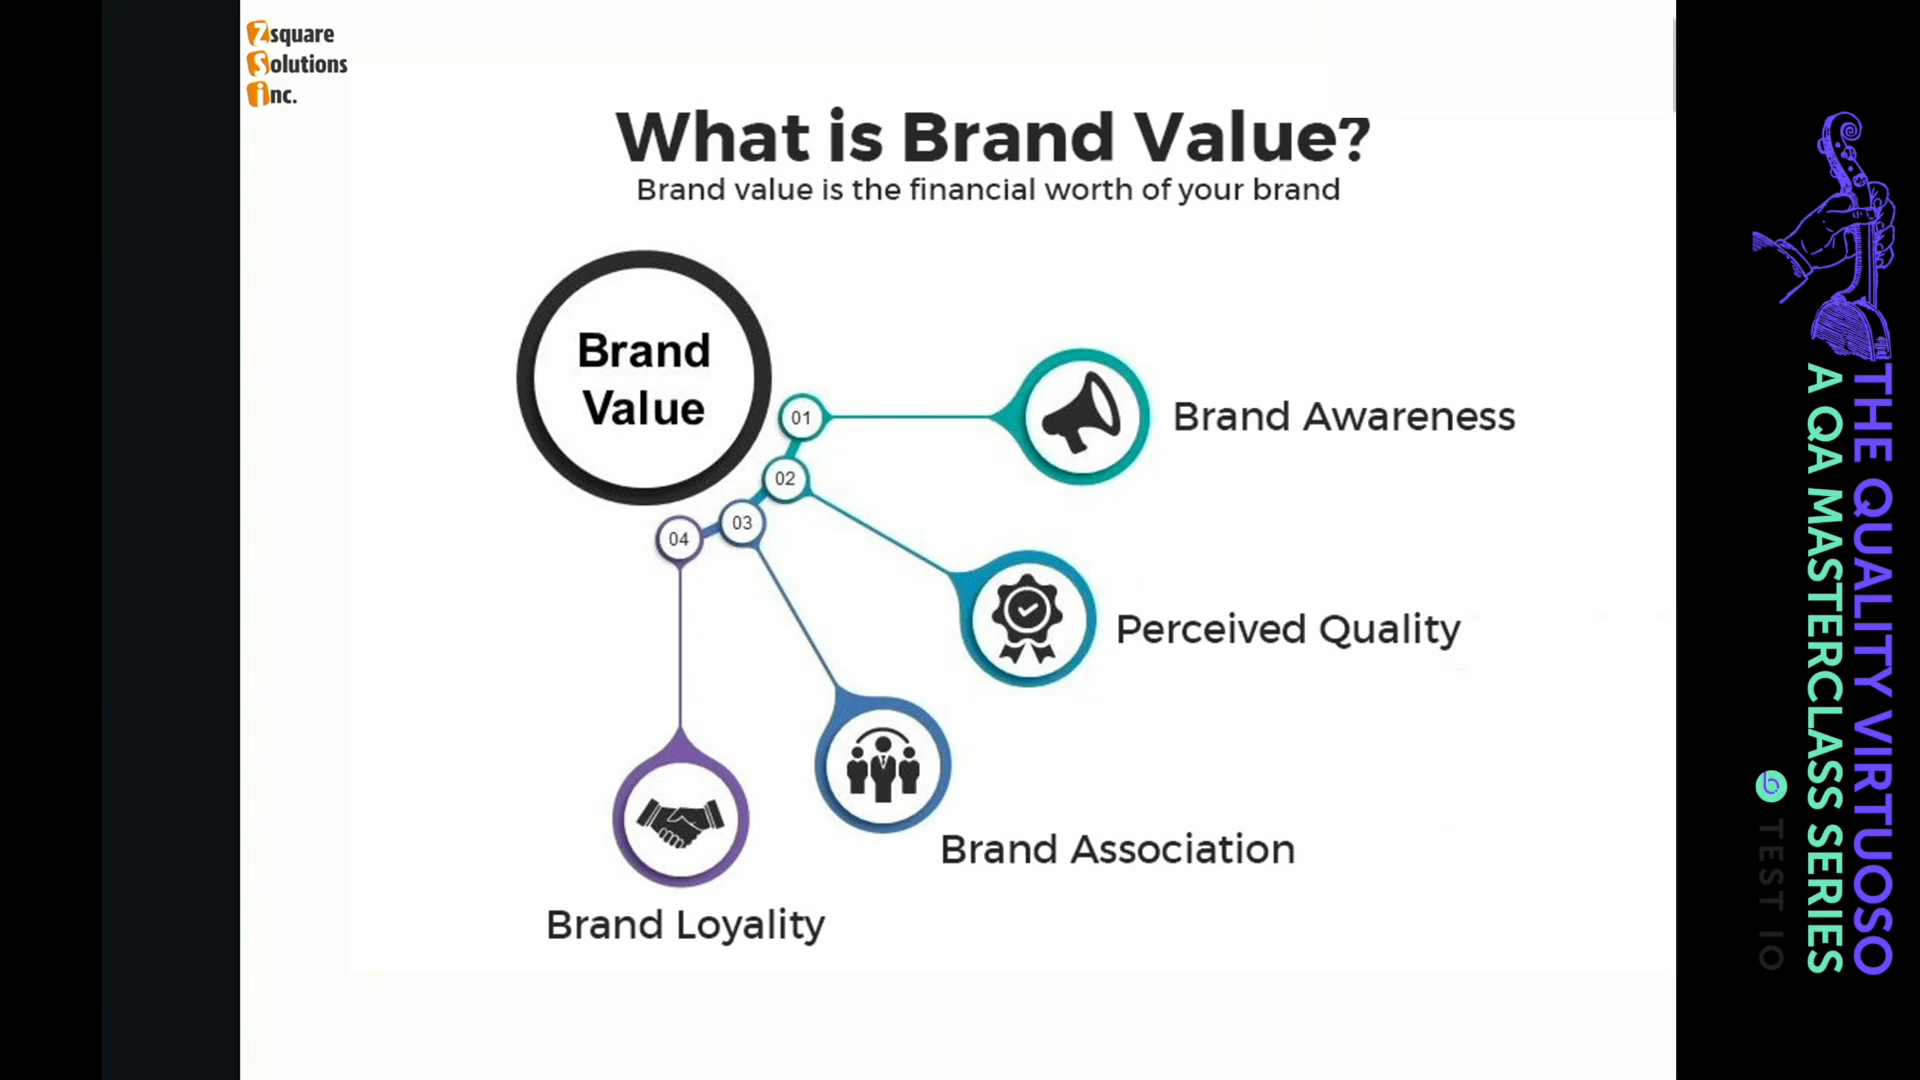 Zsquare
Solutions
inc.
What is Brand Value?
Brand value is the financial worth of your brand
Brand
Value
01
Brand Awareness
02
Perceived Quality
03
Brand Association
04
Brand Loyality
THE QUALITY VIRTUOSO
A QA MASTERCLASS SERIES
TEST IO